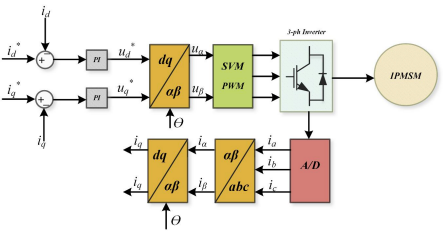 i_d
3-ph Inverter
i_d^* PI u_d^* dq αβ u_α SVM PWM IPMSM
i_q^* PI u_q^* u_β
i_q Θ
i_q dq αβ i_α αβ abc i_a A/D
i_b
i_q i_β i_c
Θ